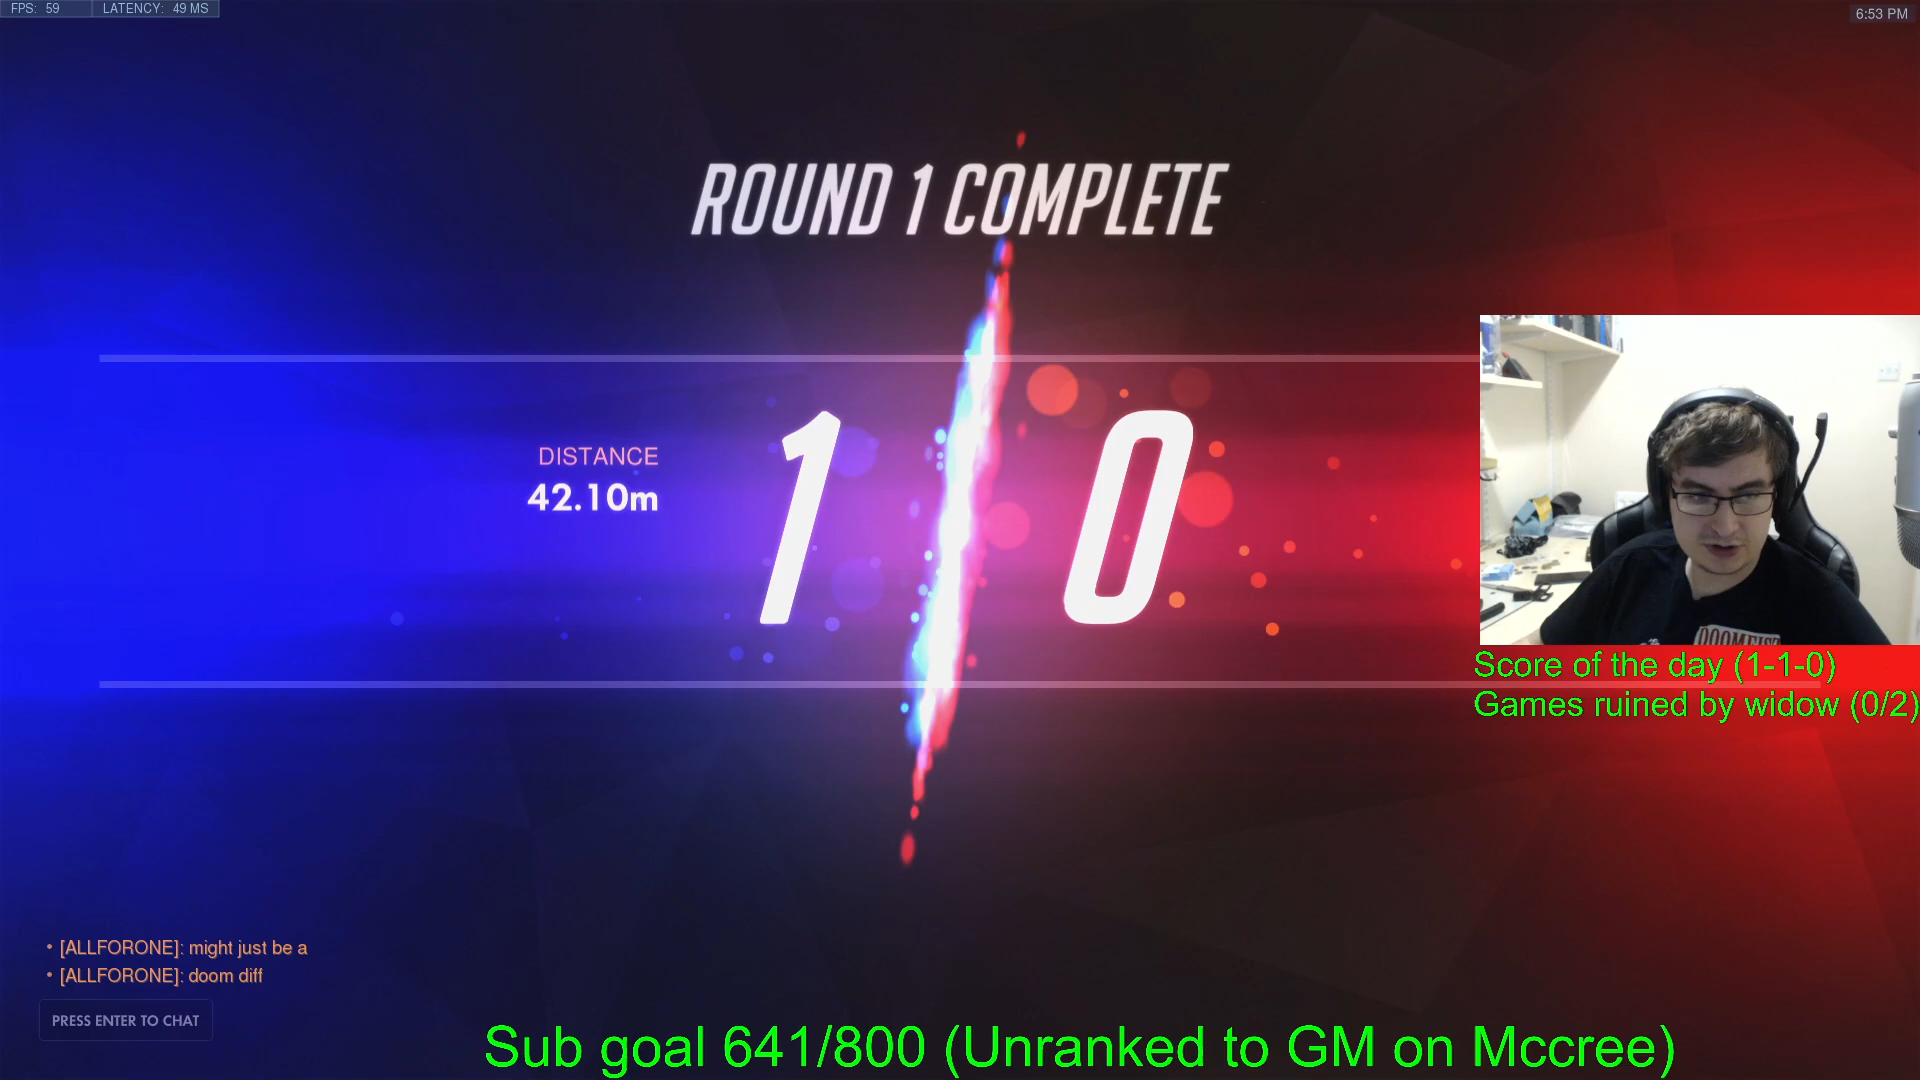 FPS: 59 LATENCY: 49 MS
6:53 PM
ROUND 1 COMPLETE
DISTANCE
42.10m
1 0
DOOMFIST
Score of the day (1-1-0)
Games ruined by widow (0/2)
• [ALLFORONE]: might just be a
• [ALLFORONE]: doom diff
PRESS ENTER TO CHAT
Sub goal 641/800 (Unranked to GM on Mccree)